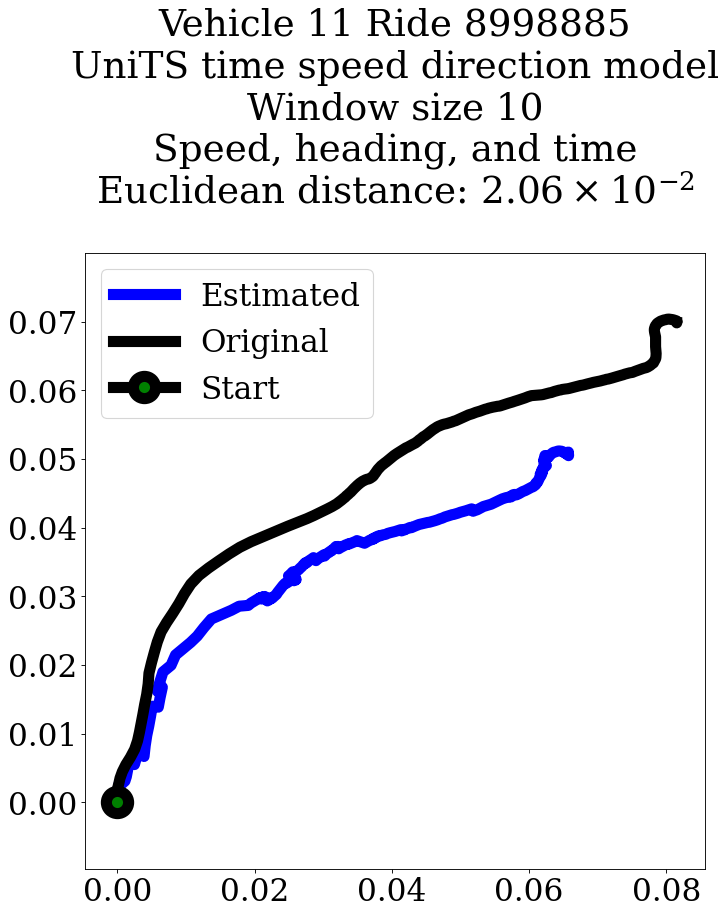 Vehicle 11 Ride 8998885
UniTS time speed direction model
Window size 10
Speed, heading, and time
Euclidean distance: 2.06 × 10⁻²
Estimated
Original
Start
0.07
0.06
0.05
0.04
0.03
0.02
0.01
0.00
0.00 0.02 0.04 0.06 0.08